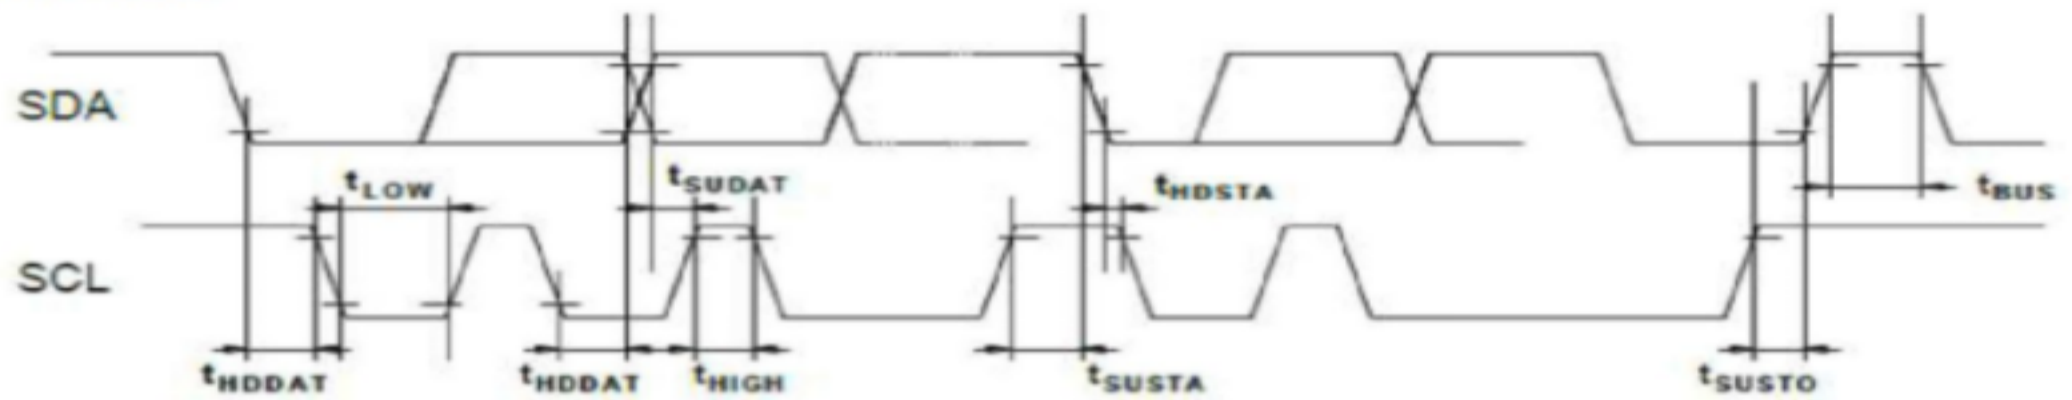 SDA
tLOW
tSUDAT
tHDSTA
tBUS
SCL
tHDDAT
tHDDAT
tHIGH
tSUSTA
tSUSTO